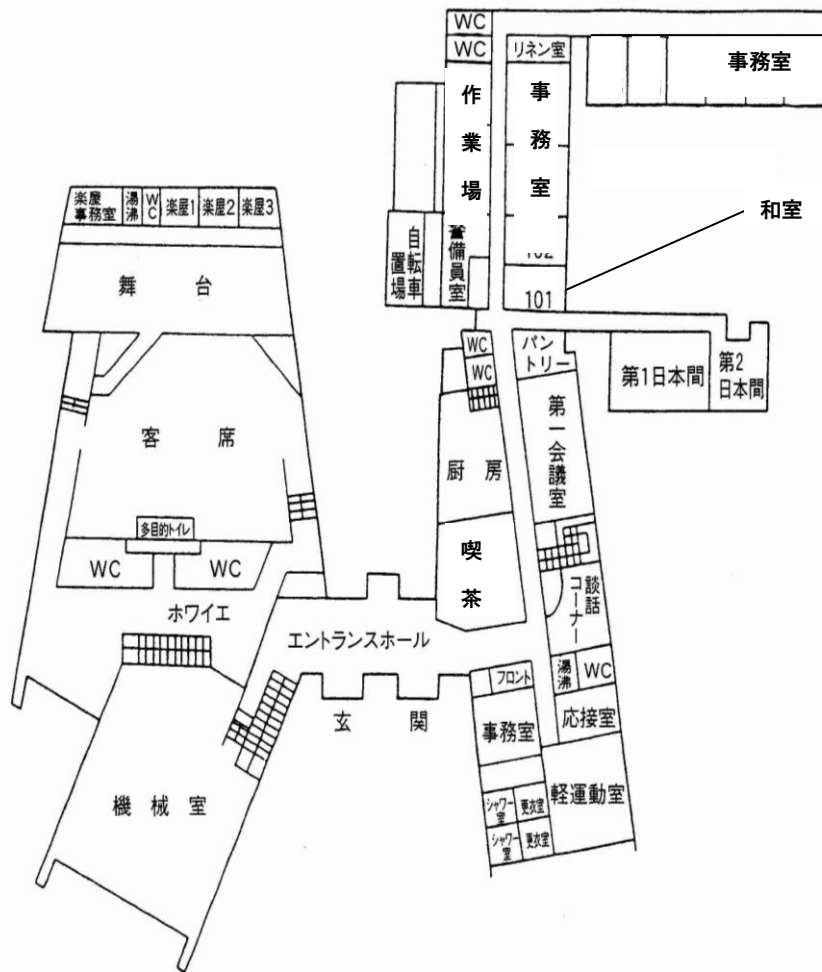 WC
WC
リネン室
事務室
作業場
事務室
和室
楽屋
事務室
湯沸
WC
楽屋1
楽屋2
楽屋3
自転車
置場
警備員室
101
舞台
WC
WC
パン
トリー
第1日本間
第2
日本間
客席
厨房
第一会議室
多目的トイレ
WC
WC
喫茶
談話
コーナー
ホワイエ
エントランスホール
湯沸
WC
フロント
玄関
事務室
応接室
機械室
シャワー
室
更衣室
軽運動室
シャワー
室
更衣室